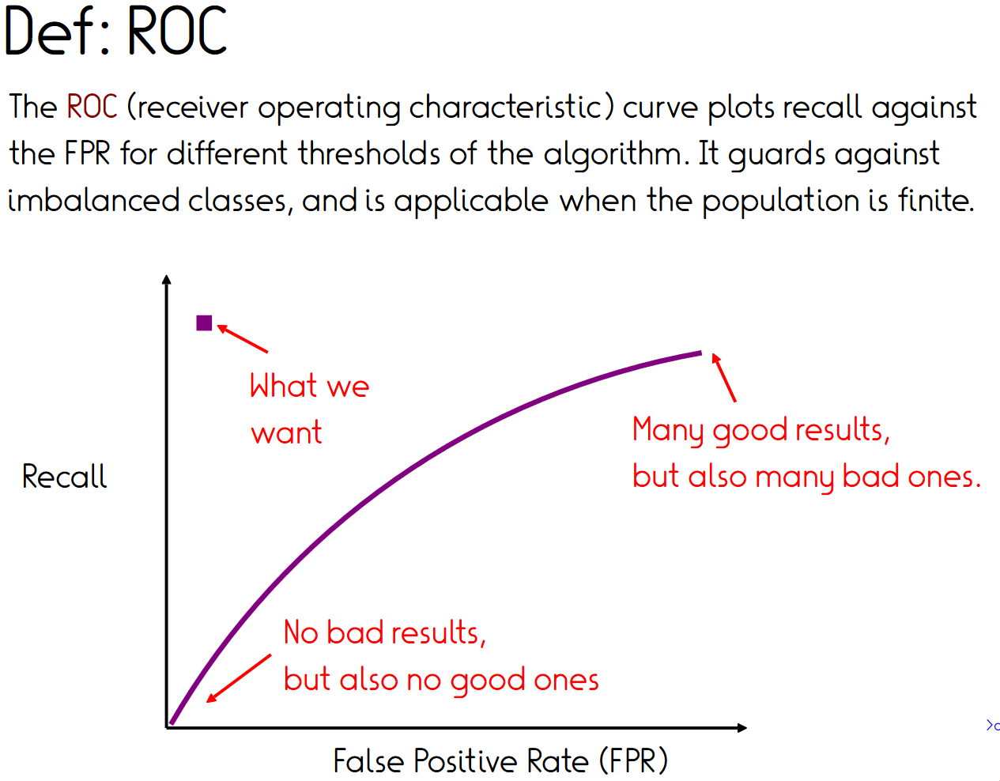 Def: ROC
The ROC (receiver operating characteristic) curve plots recall against
the FPR for different thresholds of the algorithm. It guards against
imbalanced classes, and is applicable when the population is finite.
What we
want
Many good results,
but also many bad ones.
Recall
No bad results,
but also no good ones
False Positive Rate (FPR)